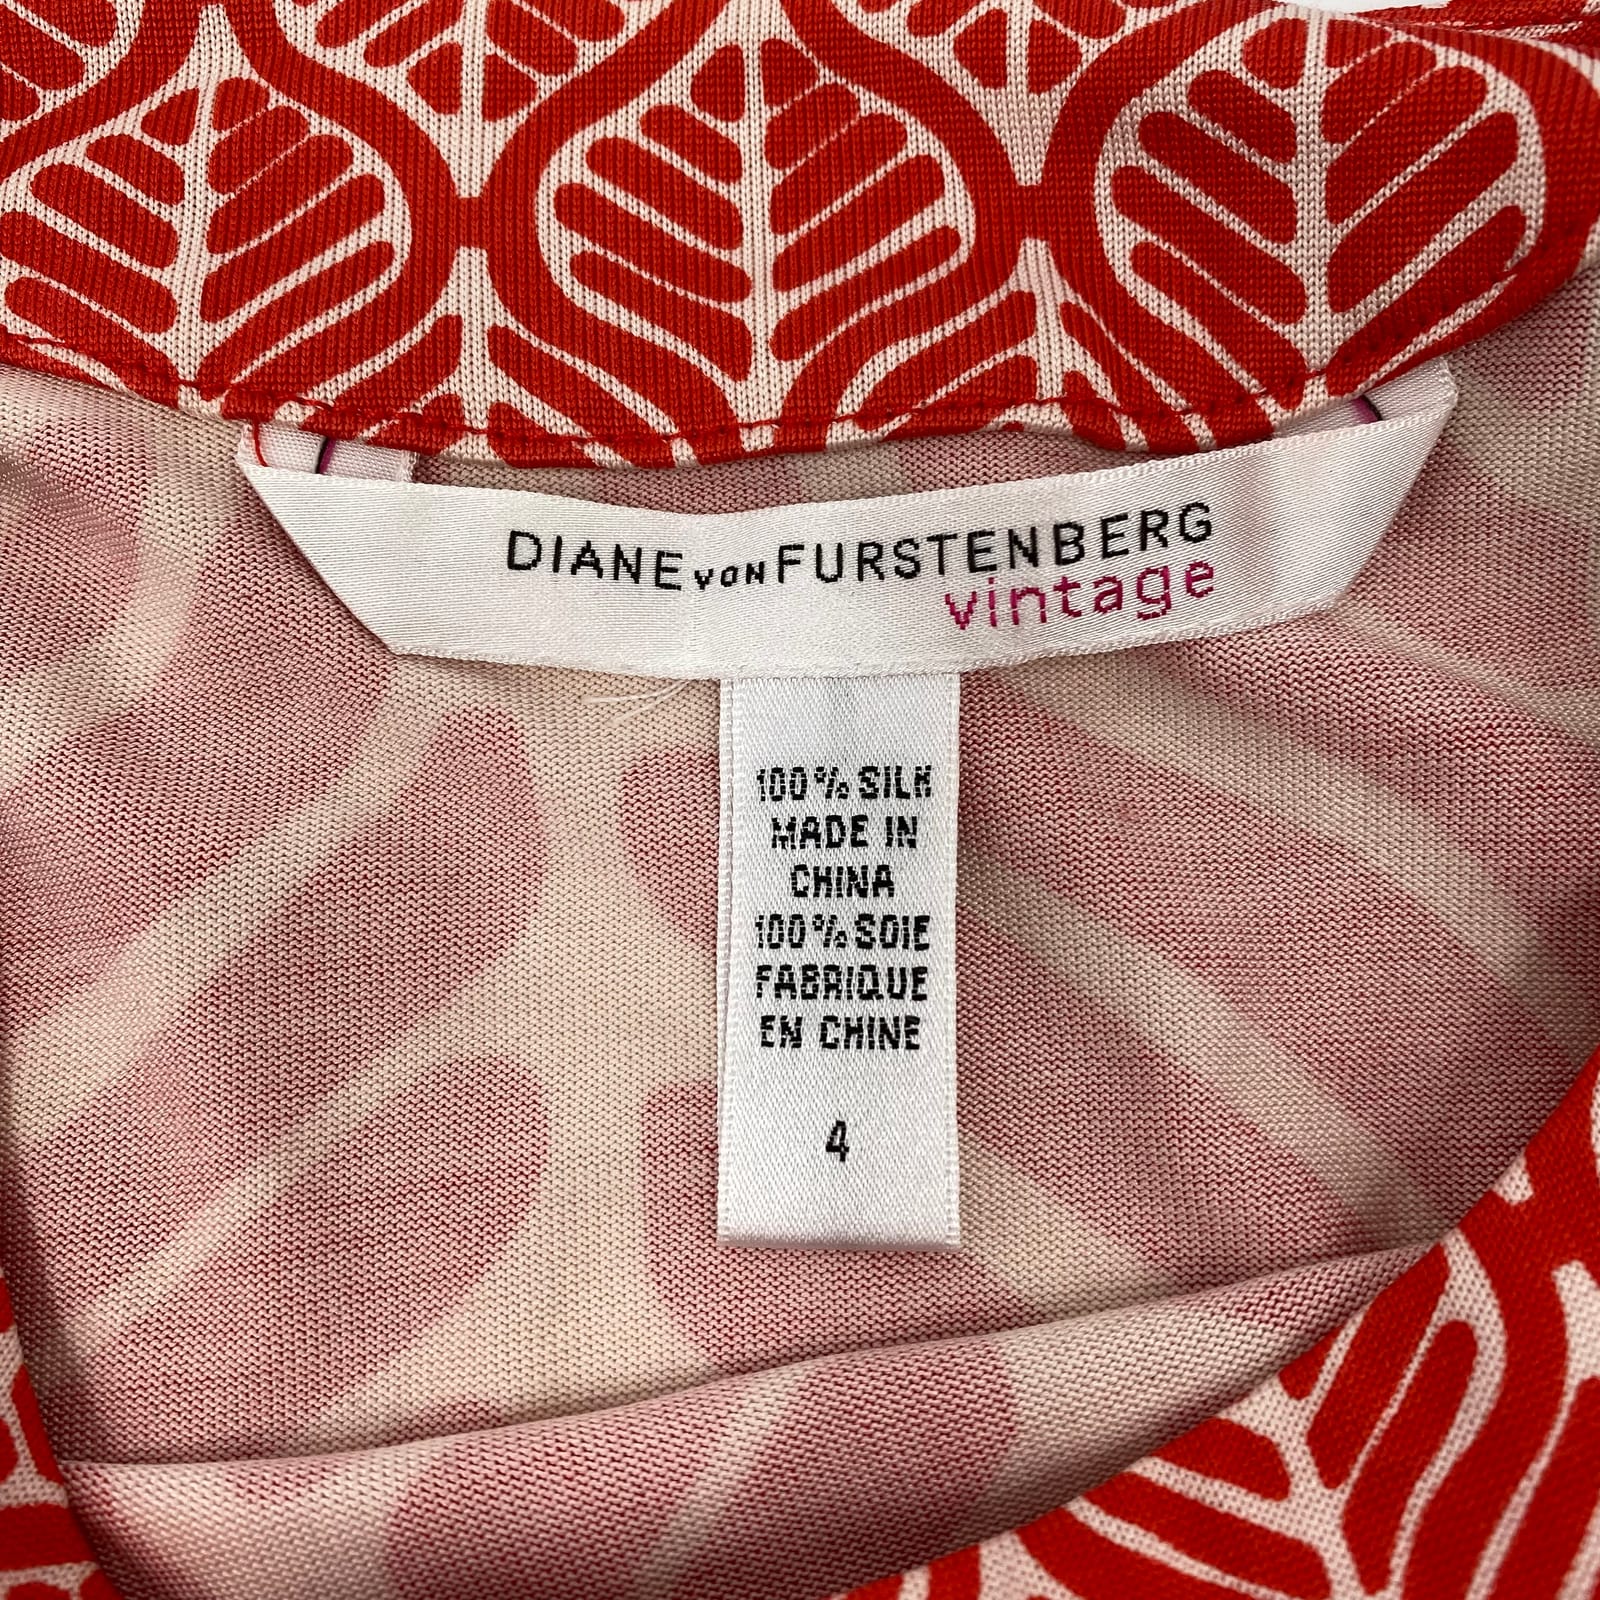 DIANE VON FURSTENBERG
vintage
100% SILK
MADE IN
CHINA
100% SOIE
FABRIQUE
EN CHINE
4